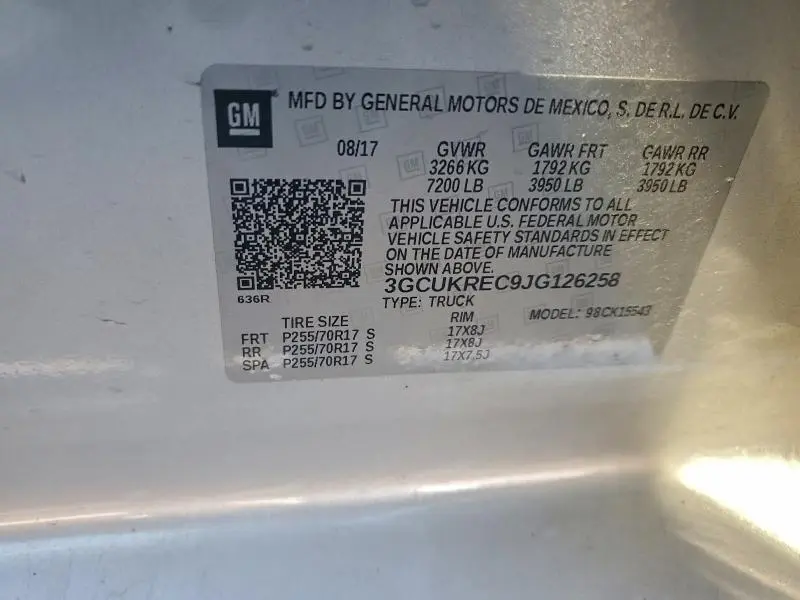 GM MFD BY GENERAL MOTORS DE MEXICO, S. DE R.L. DE C.V.
08/17 GVWR GAWR FRT GAWR RR
3266 KG 1792 KG 1792 KG
7200 LB 3950 LB 3950 LB
THIS VEHICLE CONFORMS TO ALL
APPLICABLE U.S. FEDERAL MOTOR
VEHICLE SAFETY STANDARDS IN EFFECT
ON THE DATE OF MANUFACTURE
SHOWN ABOVE.
3GCUKREC9JG126258
636R TYPE: TRUCK
TIRE SIZE RIM MODEL: 98CK15543
FRT P255/70R17 S 17X8J
RR P255/70R17 S 17X8J
SPA P255/70R17 S 17X7.5J